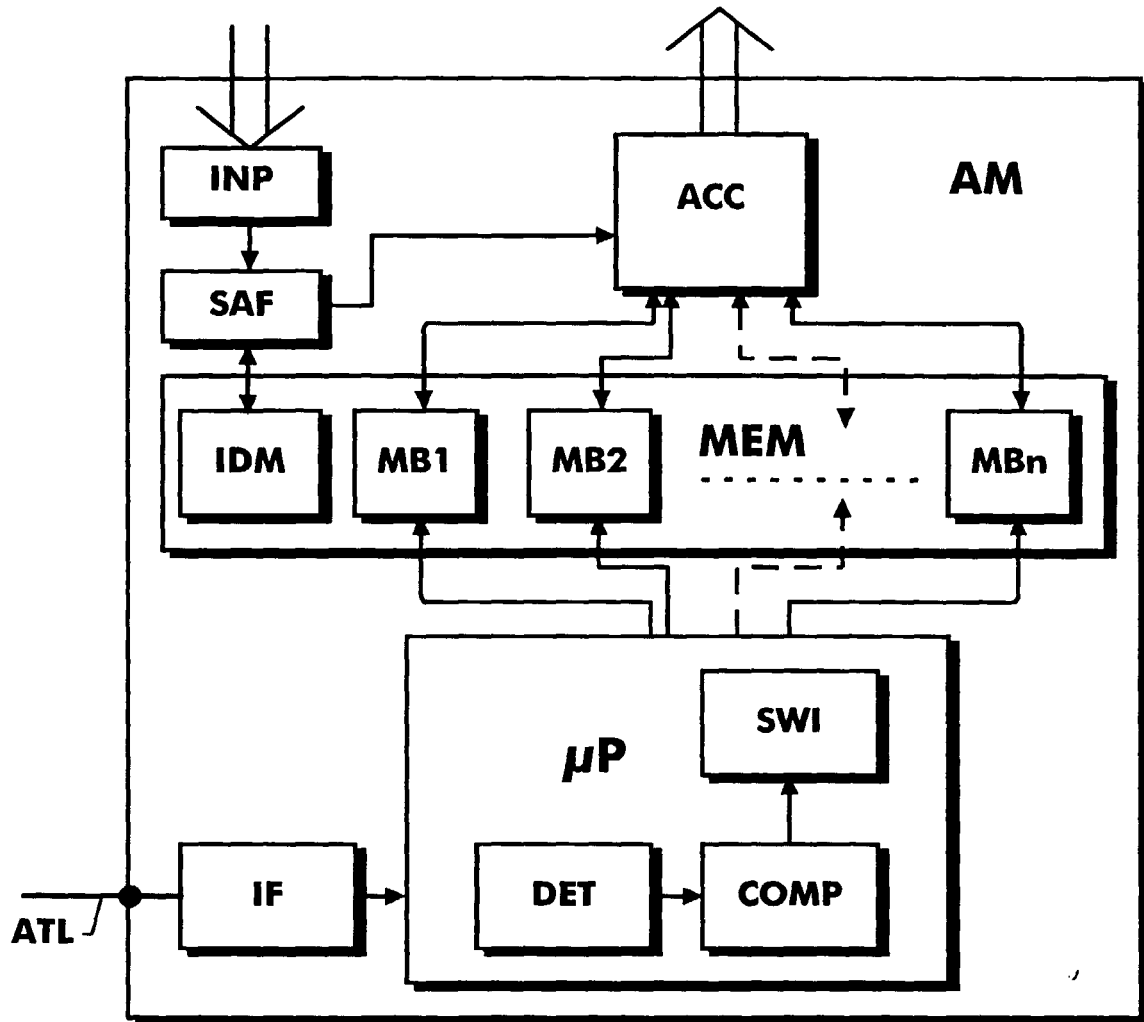 INP
ACC
AM
SAF
MEM
IDM
MB1
MB2
MBn
SWI
µP
IF
DET
COMP
ATL